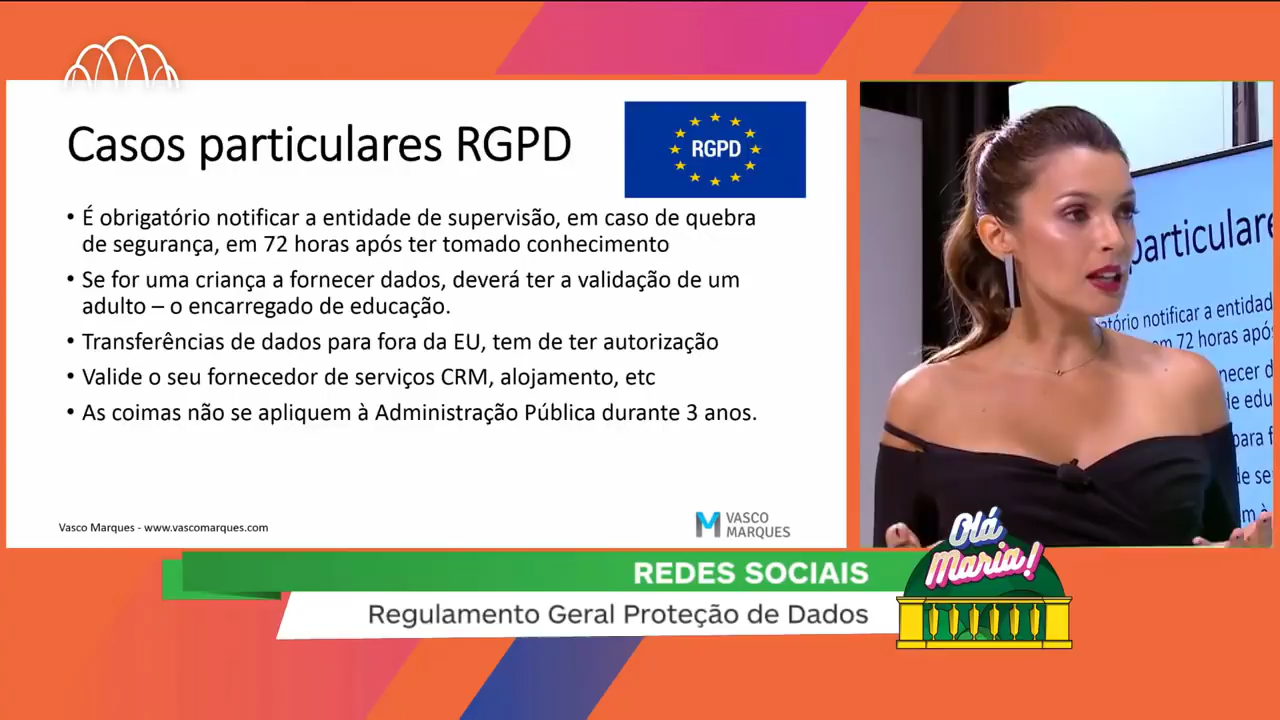 Casos particulares RGPD
RGPD
• É obrigatório notificar a entidade de supervisão, em caso de quebra
de segurança, em 72 horas após ter tomado conhecimento
• Se for uma criança a fornecer dados, deverá ter a validação de um
adulto – o encarregado de educação.
• Transferências de dados para fora da EU, tem de ter autorização
• Valide o seu fornecedor de serviços CRM, alojamento, etc
• As coimas não se apliquem à Administração Pública durante 3 anos.
Vasco Marques - www.vascomarques.com
VASCO
MARQUES
particulare
atório notificar a entidad
em 72 horas após
necer d
de edu
para f
de se
m à
Olá
Maria!
REDES SOCIAIS
Regulamento Geral Proteção de Dados